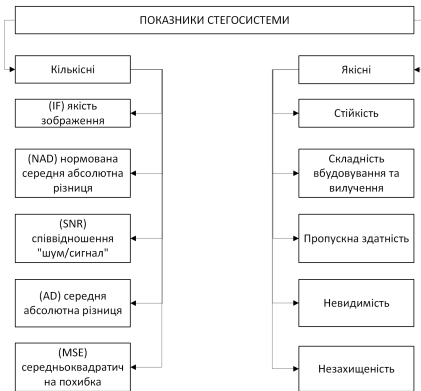 ПОКАЗНИКИ СТЕГОСИСТЕМИ
Кількісні
(IF) якість
зображення
(NAD) нормована
середня абсолютна
різниця
(SNR)
співвідношення
"шум/сигнал"
(AD) середня
абсолютна різниця
(MSE)
середньоквадратич
на похибка
Якісні
Стійкість
Складність
вбудовування та
вилучення
Пропускна здатність
Невидимість
Незахищеність